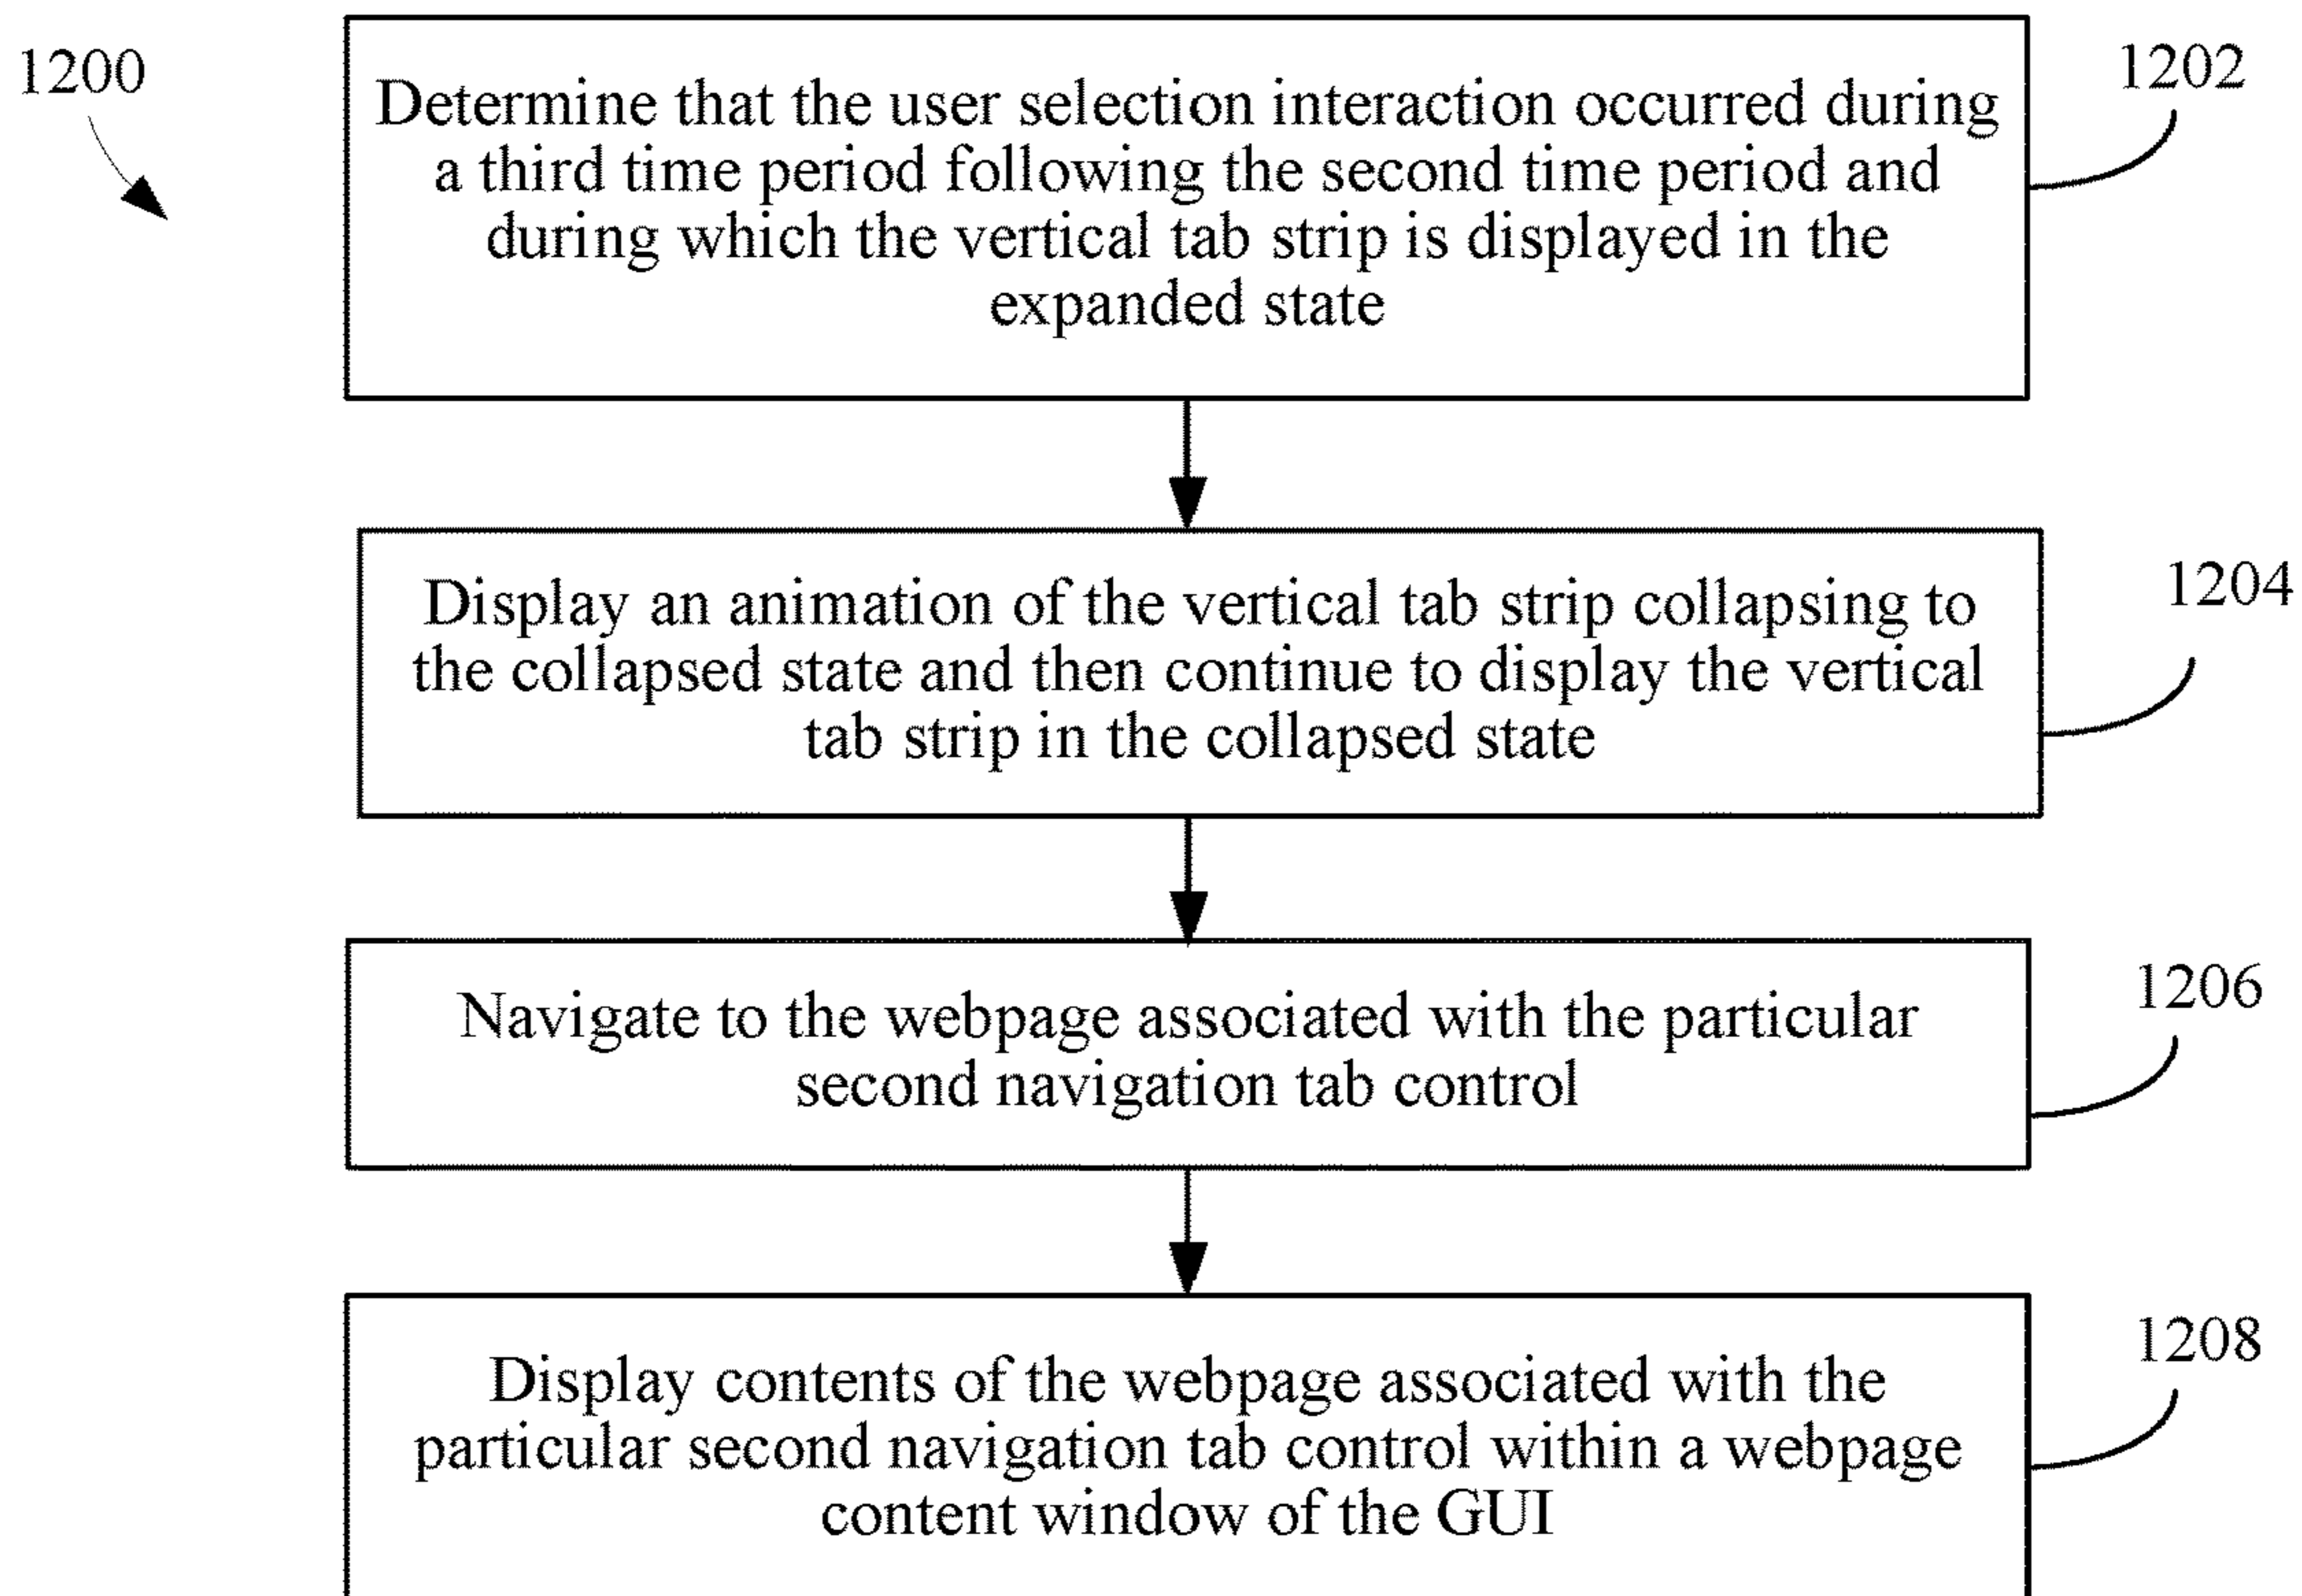 1200
1202
Determine that the user selection interaction occurred during
a third time period following the second time period and
during which the vertical tab strip is displayed in the
expanded state
1204
Display an animation of the vertical tab strip collapsing to
the collapsed state and then continue to display the vertical
tab strip in the collapsed state
1206
Navigate to the webpage associated with the particular
second navigation tab control
1208
Display contents of the webpage associated with the
particular second navigation tab control within a webpage
content window of the GUI